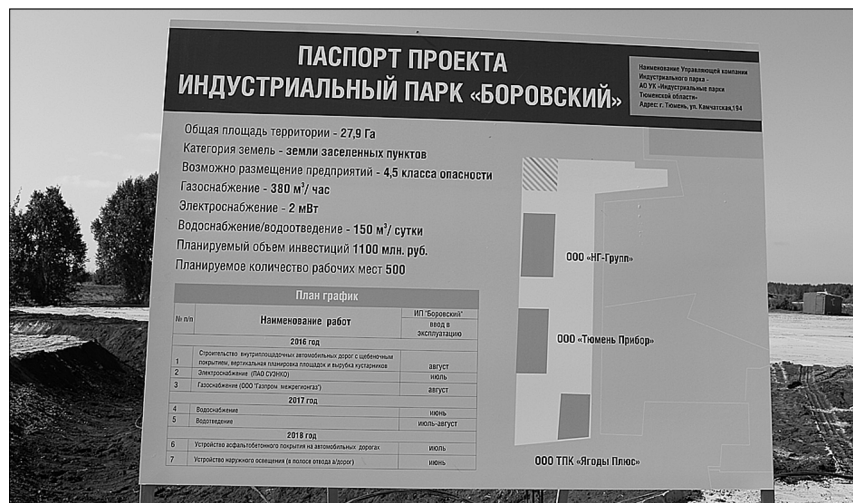 ПАСПОРТ ПРОЕКТА
ИНДУСТРИАЛЬНЫЙ ПАРК «БОРОВСКИЙ»
Наименование Управляющей компании
Индустриального парка -
АО УК «Индустриальные парки
Тюменской области»
Адрес: г. Тюмень, ул. Камчатская,194
Общая площадь территории - 27,9 Га
Категория земель - земли заселенных пунктов
Возможно размещение предприятий - 4,5 класса опасности
Газоснабжение - 380 м³/ час
Электроснабжение - 2 мВт
Водоснабжение/водоотведение - 150 м³/ сутки
Планируемый объем инвестиций 1100 млн. руб.
Планируемое количество рабочих мест 500
План график
№ п/п Наименование работ ИП "Боровский"
ввод в
эксплуатацию
2016 год
1 Строительство внутриплощадочных автомобильных дорог с щебеночным
покрытием, вертикальная планировка площадок и вырубка кустарников август
2 Электроснабжение (ПАО СУЭНКО) июль
3 Газоснабжение (ООО "Газпром межрегионгаз") август
2017 год
4 Водоснабжение июнь
5 Водотведение июль-август
2018 год
6 Устройство асфальтобетонного покрытия на автомобильных дорогах июль
7 Устройство наружного освещения (в полосе отвода а/дорог) июнь
ООО «НГ-Групп»
ООО «Тюмень Прибор»
ООО ТПК «Ягоды Плюс»